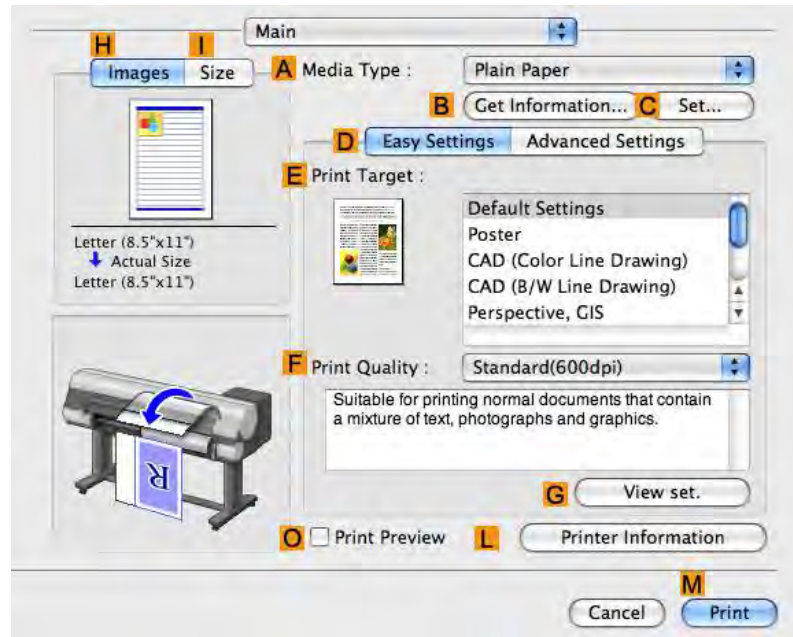 Main
H I
Images Size
A Media Type : Plain Paper
B Get Information... C Set...
D Easy Settings Advanced Settings
E Print Target :
Default Settings
Poster
CAD (Color Line Drawing)
CAD (B/W Line Drawing)
Perspective, GIS
Letter (8.5"x11")
Actual Size
Letter (8.5"x11")
F Print Quality : Standard(600dpi)
Suitable for printing normal documents that contain
a mixture of text, photographs and graphics.
R
G View set.
O Print Preview L Printer Information
M
Cancel Print